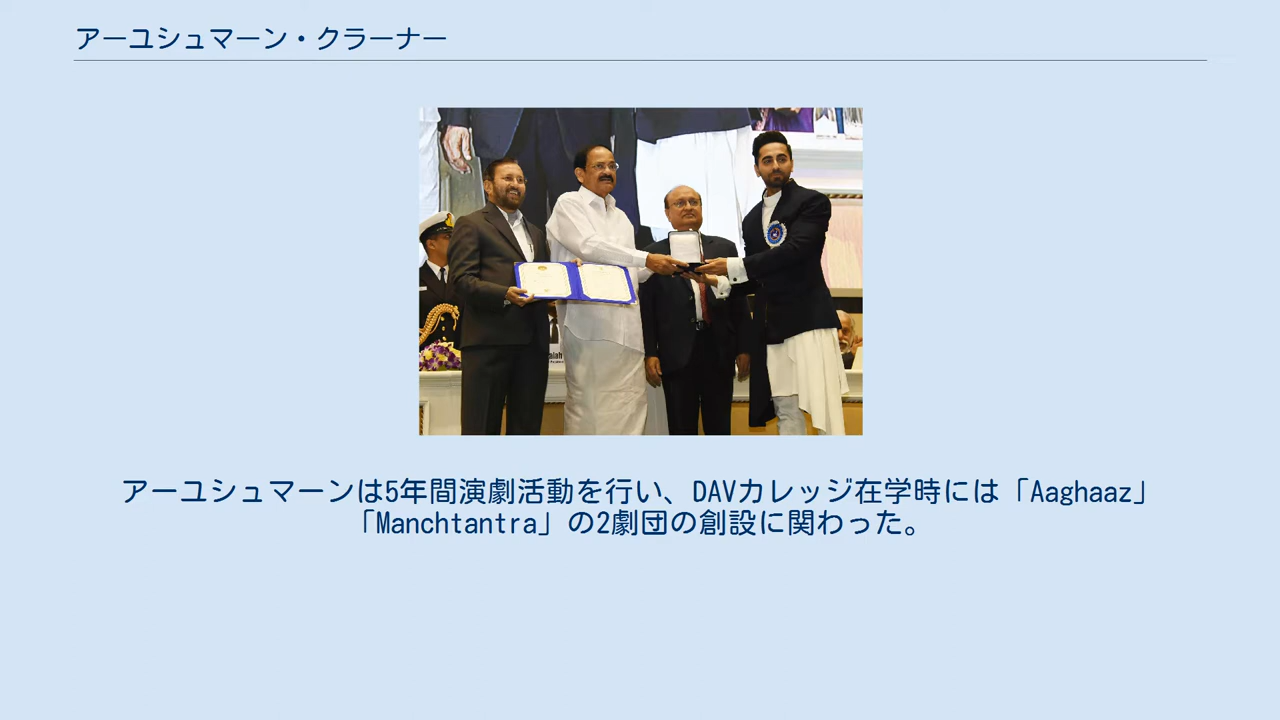 アーユシュマーン・クラーナー
アーユシュマーンは5年間演劇活動を行い、DAVカレッジ在学時には「Aaghaaz」
「Manchtantra」の2劇団の創設に関わった。